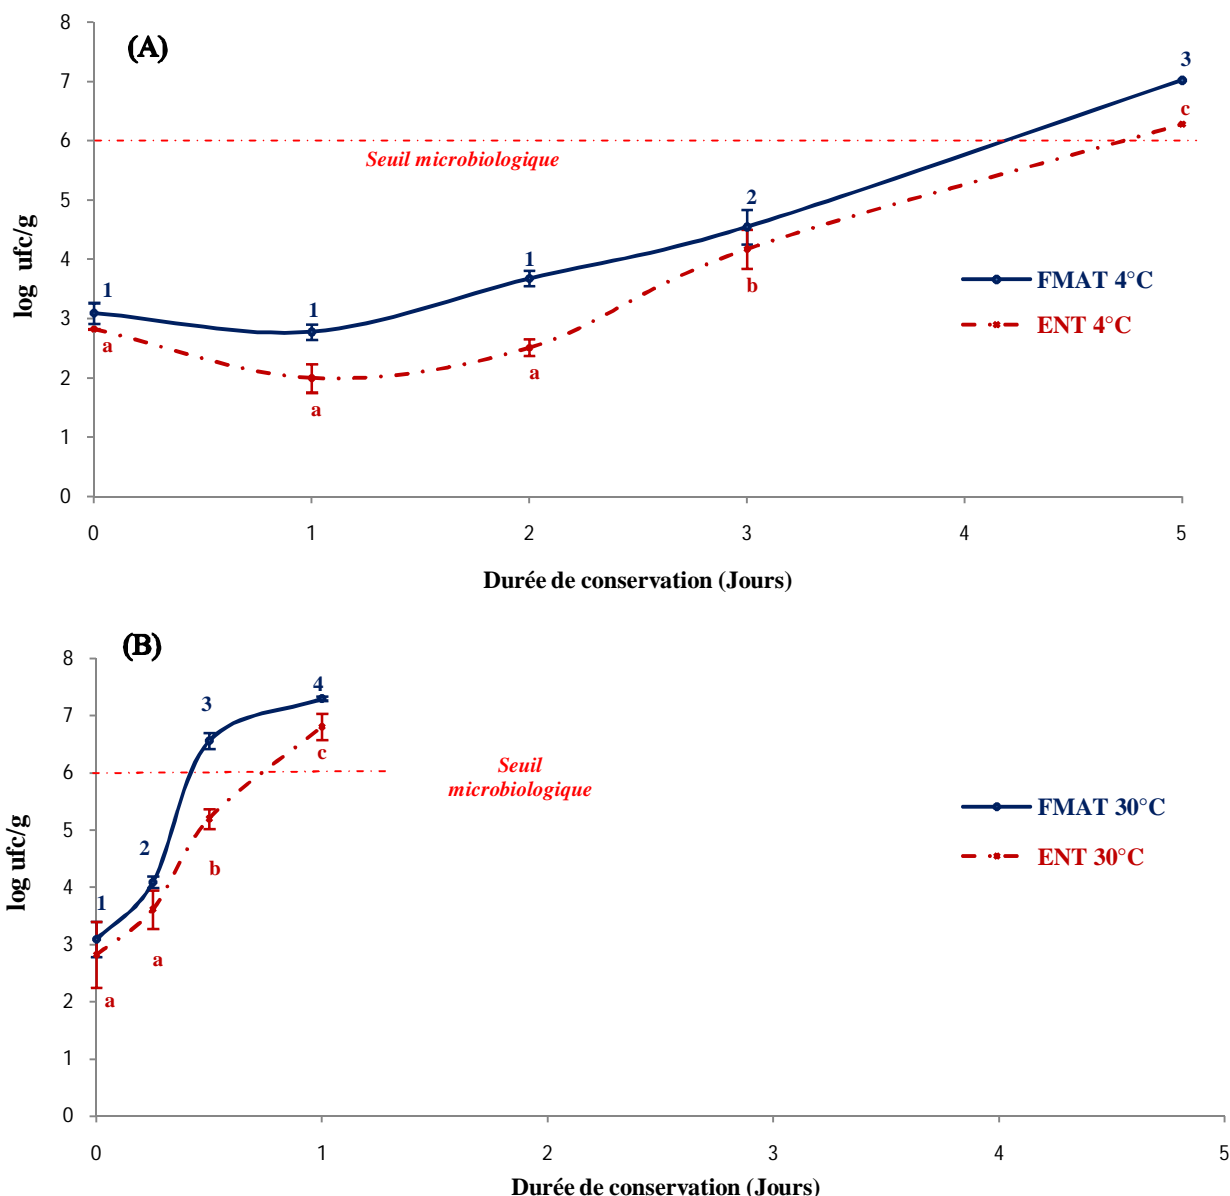 (A)
8
7
6
5
4
3
2
1
0
log ufc/g
1
1
1
2
3
a
a
a
b
c
Seuil microbiologique
FMAT 4°C
ENT 4°C
0 1 2 3 4 5
Durée de conservation (Jours)
(B)
8
7
6
5
4
3
2
1
0
log ufc/g
1
2
3
4
a
a
b
c
Seuil
microbiologique
FMAT 30°C
ENT 30°C
0 1 2 3 4 5
Durée de conservation (Jours)